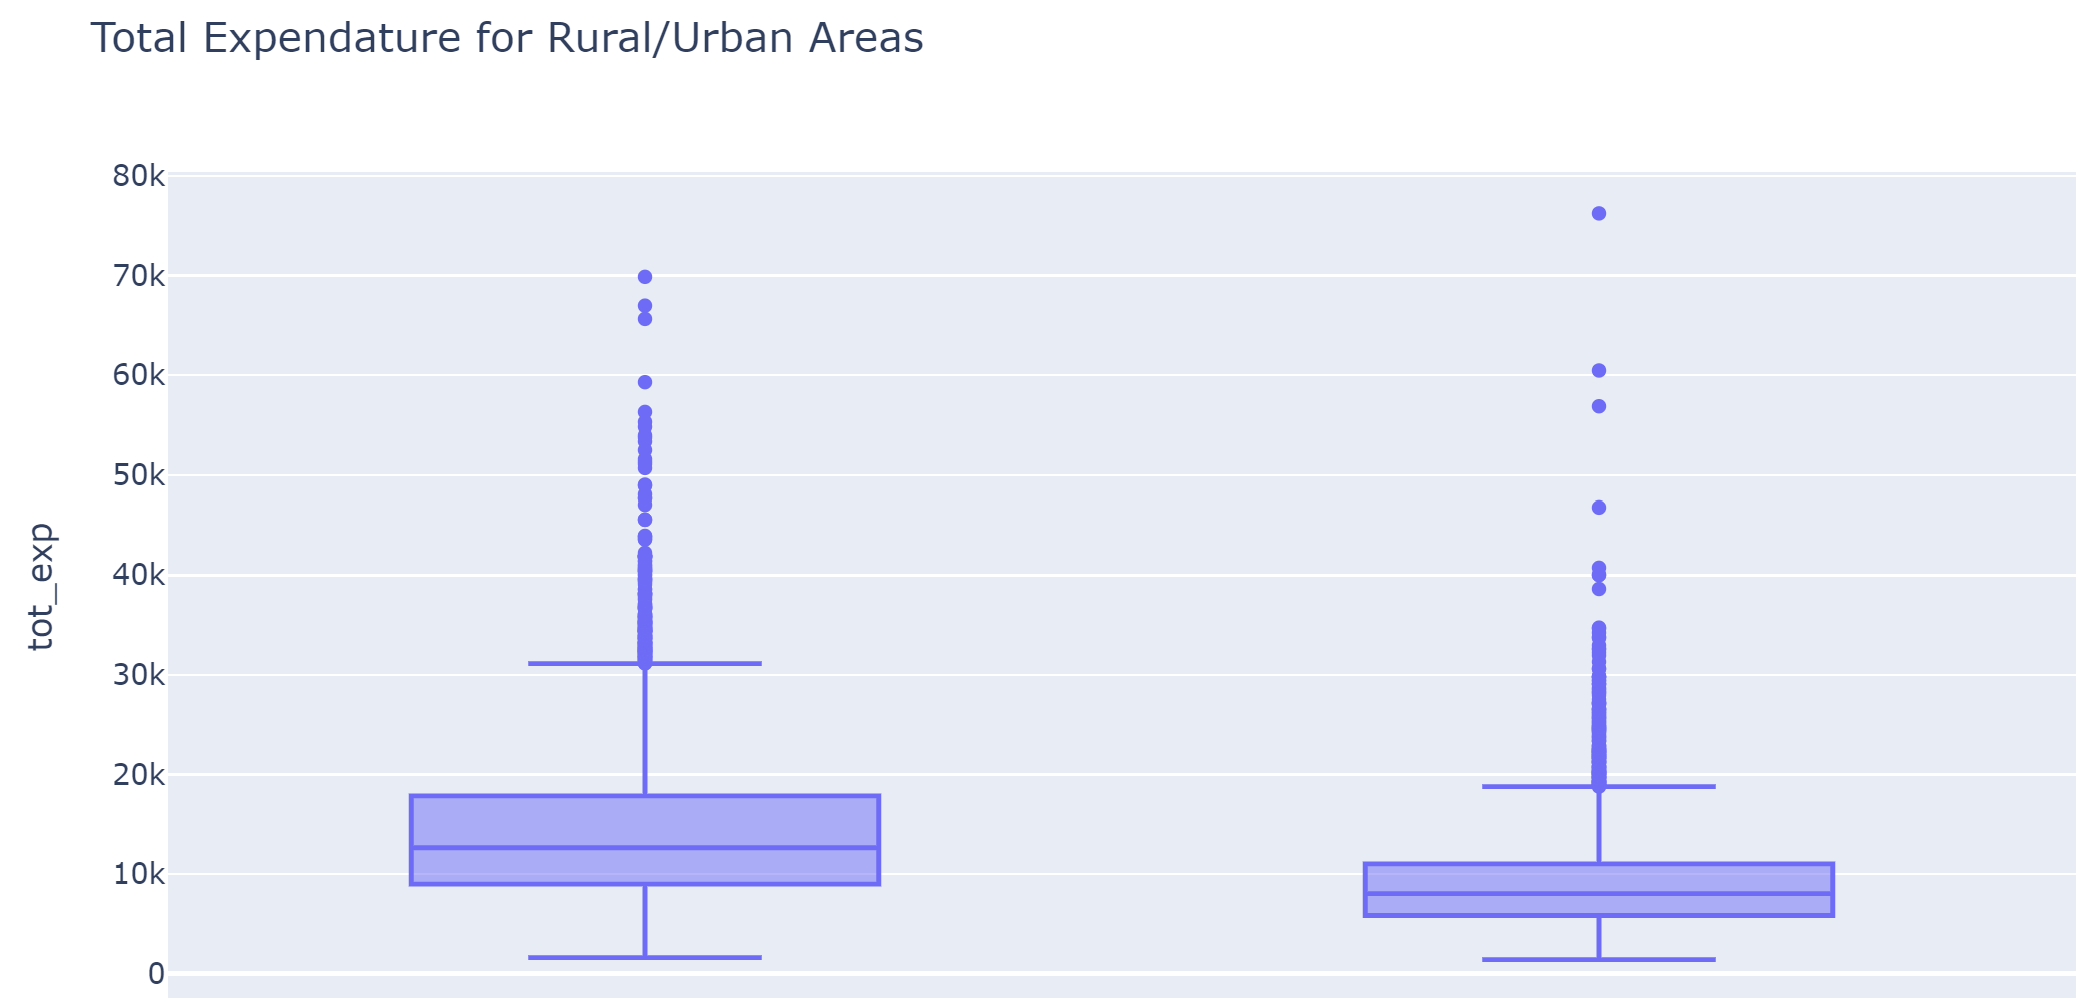 Total Expendature for Rural/Urban Areas
80k
70k
60k
50k
40k
30k
20k
10k
0
tot_exp